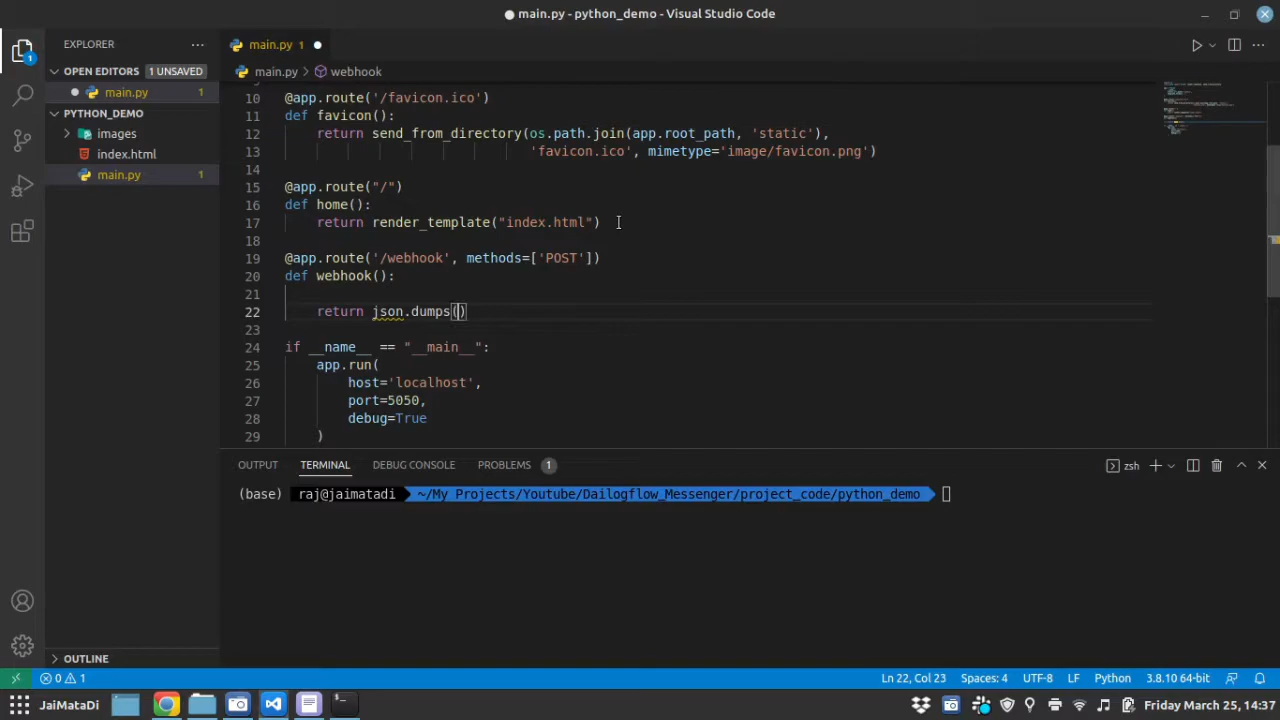 main.py - python_demo - Visual Studio Code
EXPLORER
main.py 1
OPEN EDITORS 1 UNSAVED
main.py > webhook
main.py 1
PYTHON_DEMO
images
index.html
main.py 1
10 @app.route('/favicon.ico')
11 def favicon():
12 return send_from_directory(os.path.join(app.root_path, 'static'),
13 'favicon.ico', mimetype='image/favicon.png')
14
15 @app.route("/")
16 def home():
17 return render_template("index.html")
18
19 @app.route('/webhook', methods=['POST'])
20 def webhook():
21
22 return json.dumps()
23
24 if __name__ == "__main__":
25 app.run(
26 host='localhost',
27 port=5050,
28 debug=True
29 )
OUTPUT TERMINAL DEBUG CONSOLE PROBLEMS 1 zsh
(base) raj@jaimatadi ~/My Projects/Youtube/Dailogflow_Messenger/project_code/python_demo
OUTLINE
0 1 Ln 22, Col 23 Spaces: 4 UTF-8 LF Python 3.8.10 64-bit
JaiMataDi Friday March 25, 14:37